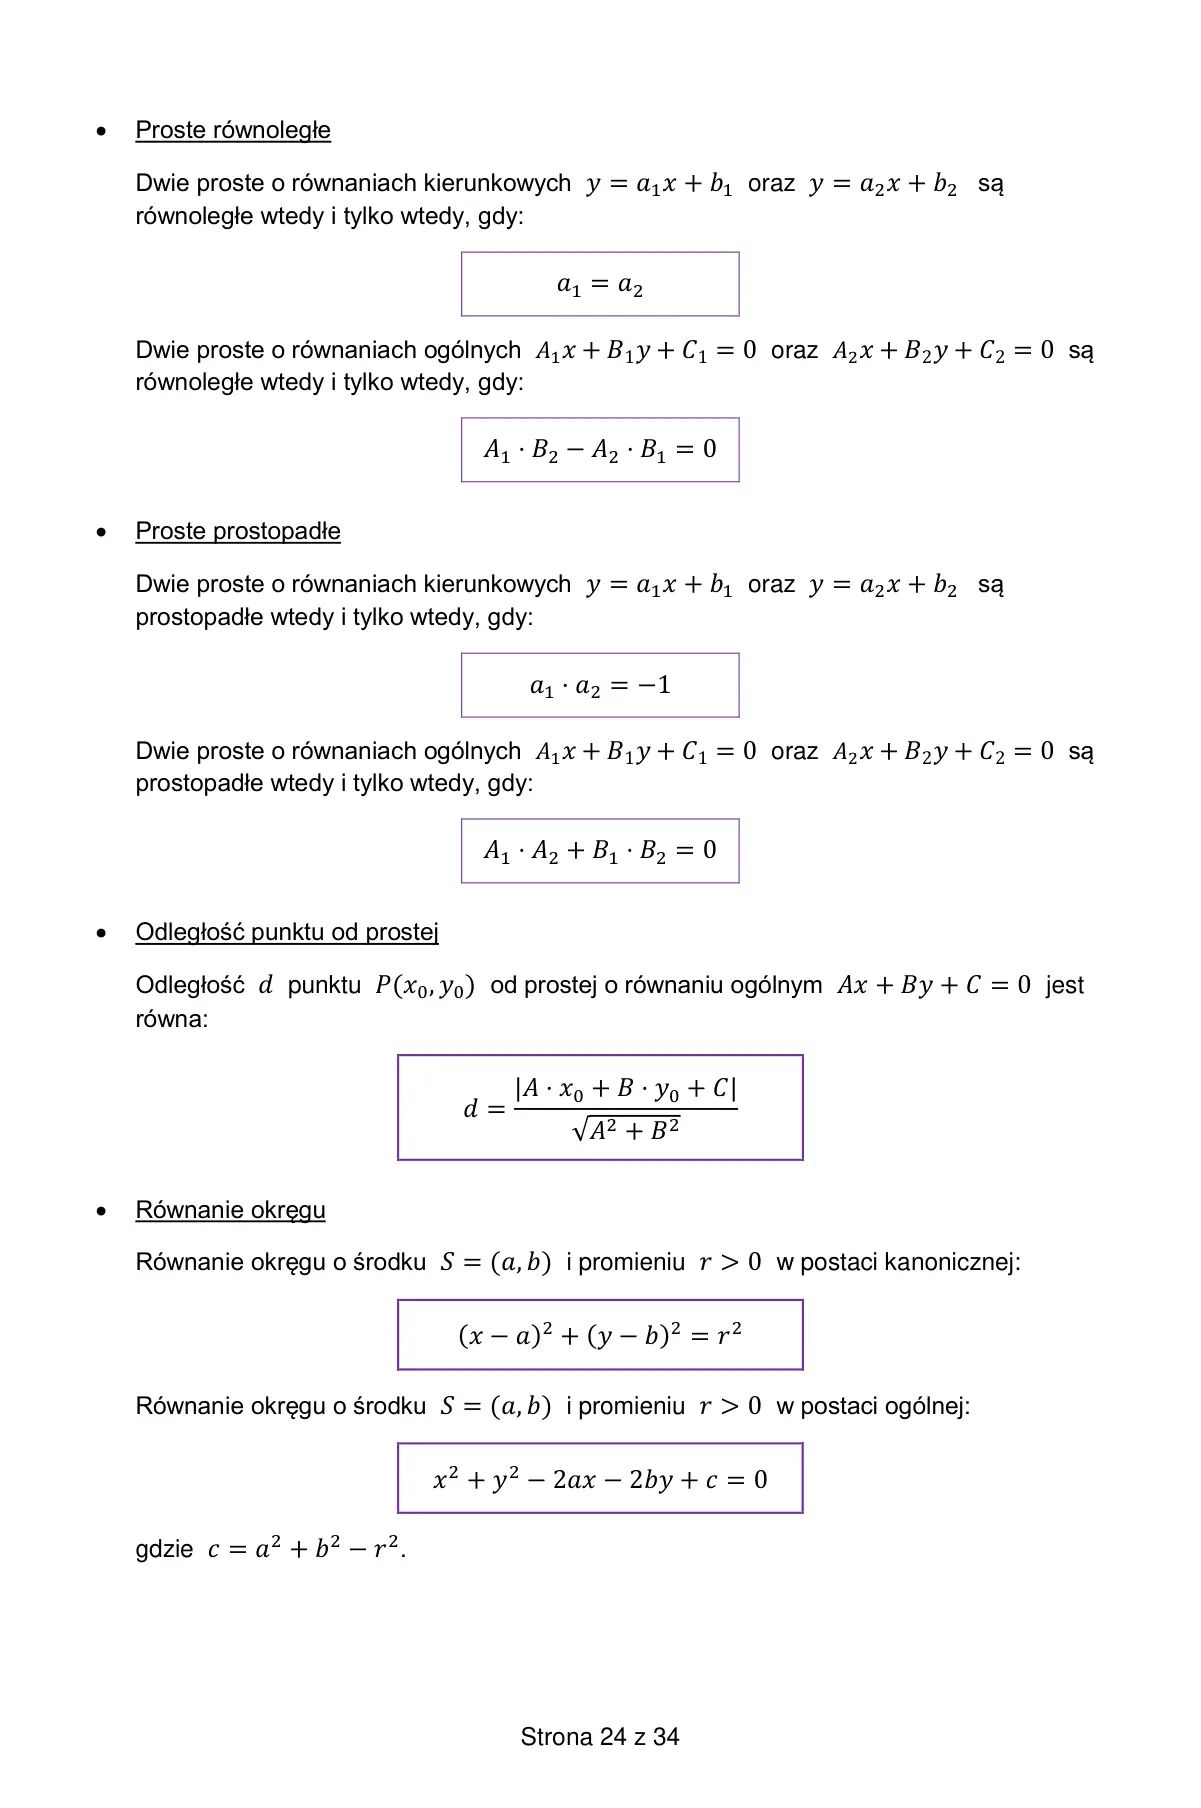 • Proste równoległe
Dwie proste o równaniach kierunkowych y = a₁x + b₁ oraz y = a₂x + b₂ są
równoległe wtedy i tylko wtedy, gdy:
a₁ = a₂
Dwie proste o równaniach ogólnych A₁x + B₁y + C₁ = 0 oraz A₂x + B₂y + C₂ = 0 są
równoległe wtedy i tylko wtedy, gdy:
A₁ · B₂ − A₂ · B₁ = 0
• Proste prostopadłe
Dwie proste o równaniach kierunkowych y = a₁x + b₁ oraz y = a₂x + b₂ są
prostopadłe wtedy i tylko wtedy, gdy:
a₁ · a₂ = −1
Dwie proste o równaniach ogólnych A₁x + B₁y + C₁ = 0 oraz A₂x + B₂y + C₂ = 0 są
prostopadłe wtedy i tylko wtedy, gdy:
A₁ · A₂ + B₁ · B₂ = 0
• Odległość punktu od prostej
Odległość d punktu P(x₀, y₀) od prostej o równaniu ogólnym Ax + By + C = 0 jest
równa:
d = |A · x₀ + B · y₀ + C| / √(A² + B²)
• Równanie okręgu
Równanie okręgu o środku S = (a, b) i promieniu r > 0 w postaci kanonicznej:
(x − a)² + (y − b)² = r²
Równanie okręgu o środku S = (a, b) i promieniu r > 0 w postaci ogólnej:
x² + y² − 2ax − 2by + c = 0
gdzie c = a² + b² − r².
Strona 24 z 34